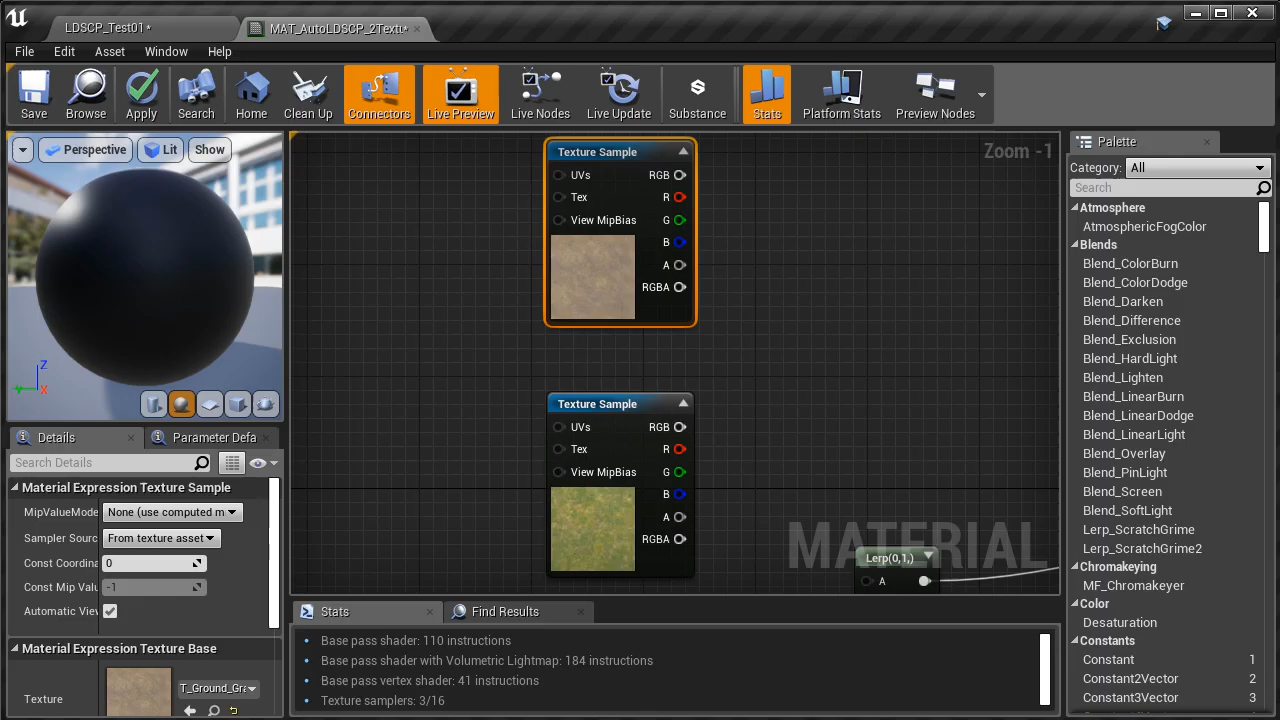 LDSCP_Test01*
MAT_AutoLDSCP_2Textu*
File Edit Asset Window Help
Save Browse Apply Search Home Clean Up Connectors Live Preview Live Nodes Live Update Substance Stats Platform Stats Preview Nodes
Perspective Lit Show
Z
Y
X
Details
Parameter Defa
Search Details
Material Expression Texture Sample
MipValueMode None (use computed m
Sampler Sourc From texture asset
Const Coordina 0
Const Mip Valu -1
Automatic View
Material Expression Texture Base
Texture T_Ground_Gra
Zoom -1
Texture Sample
UVs RGB
Tex R
View MipBias G
B
A
RGBA
Texture Sample
UVs RGB
Tex R
View MipBias G
B
A
RGBA
MATERIAL
Lerp(0,1,)
A
Stats
Find Results
• Base pass shader: 110 instructions
• Base pass shader with Volumetric Lightmap: 184 instructions
• Base pass vertex shader: 41 instructions
• Texture samplers: 3/16
Palette
Category: All
Search
Atmosphere
AtmosphericFogColor
Blends
Blend_ColorBurn
Blend_ColorDodge
Blend_Darken
Blend_Difference
Blend_Exclusion
Blend_HardLight
Blend_Lighten
Blend_LinearBurn
Blend_LinearDodge
Blend_LinearLight
Blend_Overlay
Blend_PinLight
Blend_Screen
Blend_SoftLight
Lerp_ScratchGrime
Lerp_ScratchGrime2
Chromakeying
MF_Chromakeyer
Color
Desaturation
Constants
Constant 1
Constant2Vector 2
Constant3Vector 3